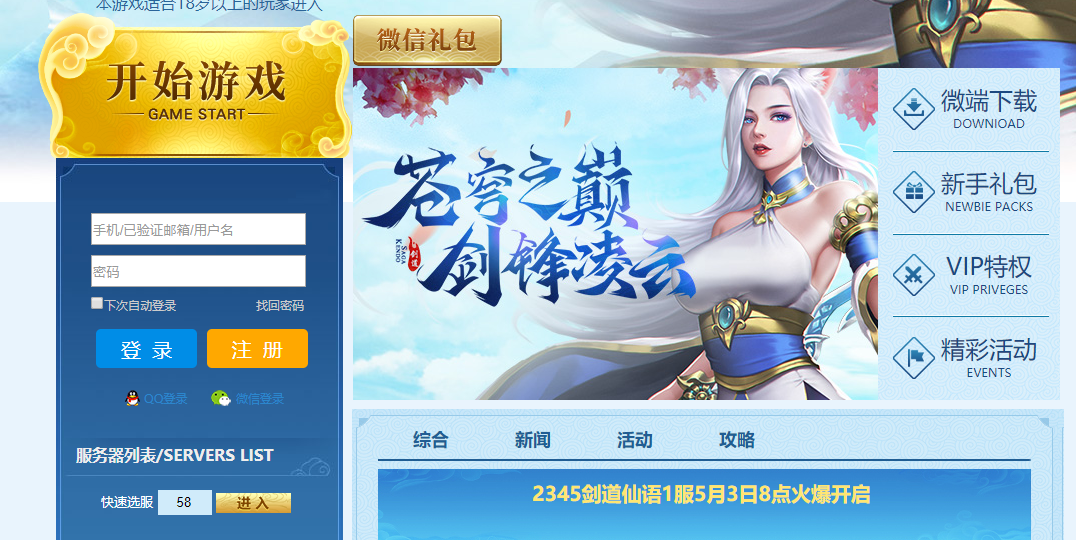 本游戏适合18岁以上的玩家进入
开始游戏
GAME START
手机/已验证邮箱/用户名
密码
下次自动登录 找回密码
登 录 注 册
QQ登录 微信登录
服务器列表/SERVERS LIST
快速选服 58 进 入
微信礼包
苍穹之巅
剑锋凌云
剑道
SAGA
KENDO
微端下载
DOWNIOAD
新手礼包
NEWBIE PACKS
VIP特权
VIP PRIVEGES
精彩活动
EVENTS
综合 新闻 活动 攻略
2345剑道仙语1服5月3日8点火爆开启